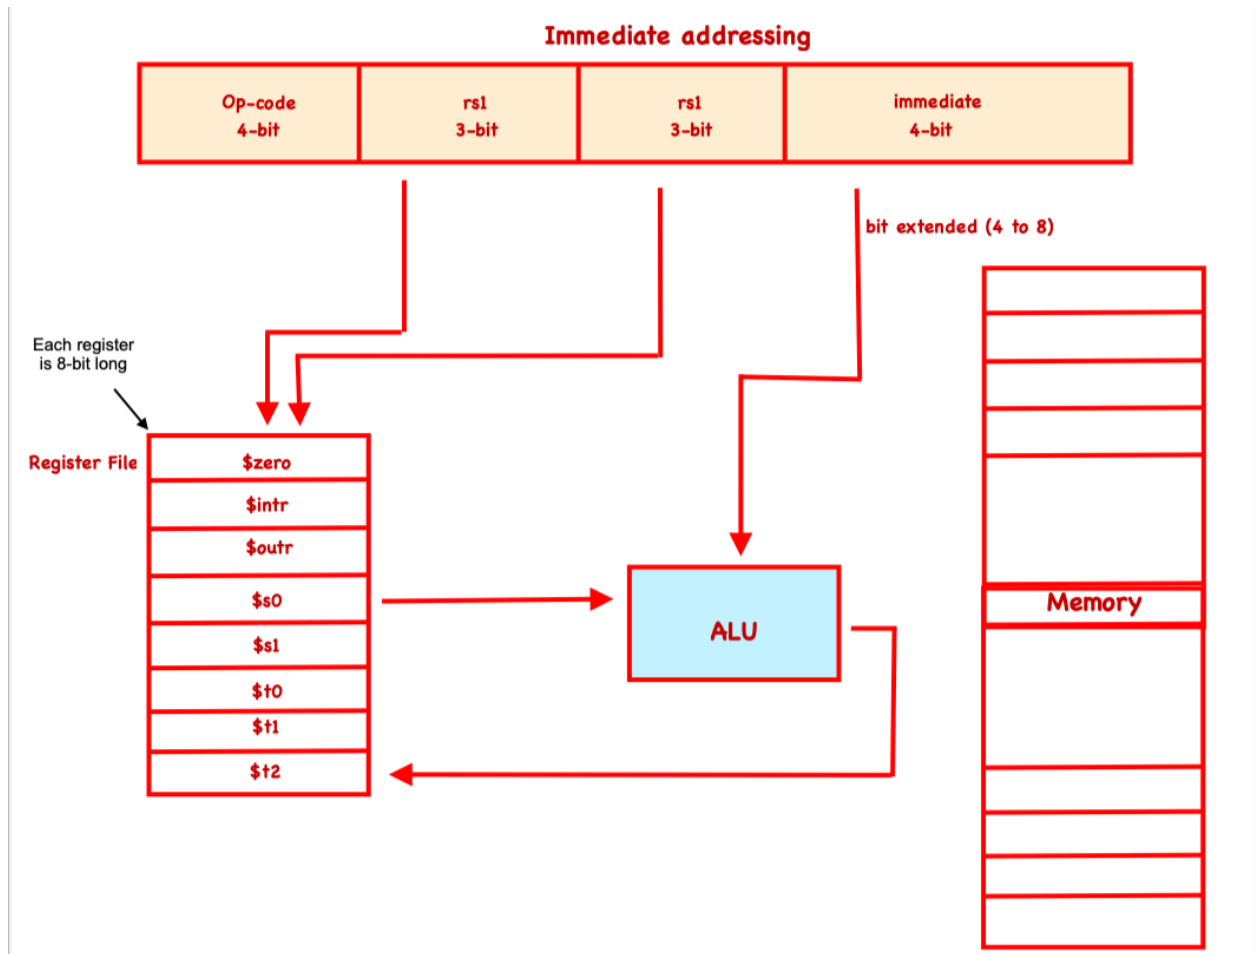 Immediate addressing
Op-code
4-bit
rs1
3-bit
rs1
3-bit
immediate
4-bit
bit extended (4 to 8)
Each register
is 8-bit long
Register File
$zero
$intr
$outr
$s0
$s1
$t0
$t1
$t2
ALU
Memory